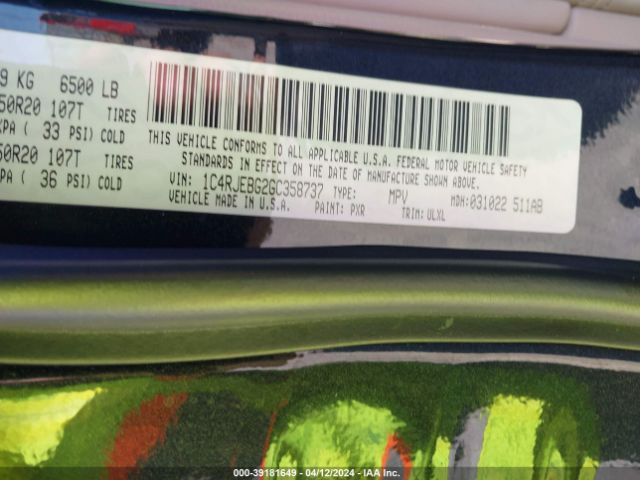 9 KG 6500 LB
50R20 107T TIRES
KPA ( 33 PSI) COLD
50R20 107T TIRES
KPA ( 36 PSI) COLD
THIS VEHICLE CONFORMS TO ALL APPLICABLE U.S.A. FEDERAL MOTOR VEHICLE SAFETY
STANDARDS IN EFFECT ON THE DATE OF MANUFACTURE SHOWN ABOVE.
VIN: 1C4RJEBG2GC358737 TYPE: MPV MDH:031022 511AB
VEHICLE MADE IN U.S.A. PAINT: PXR TRIM: ULXL
000-39181649 - 04/12/2024 - IAA Inc.